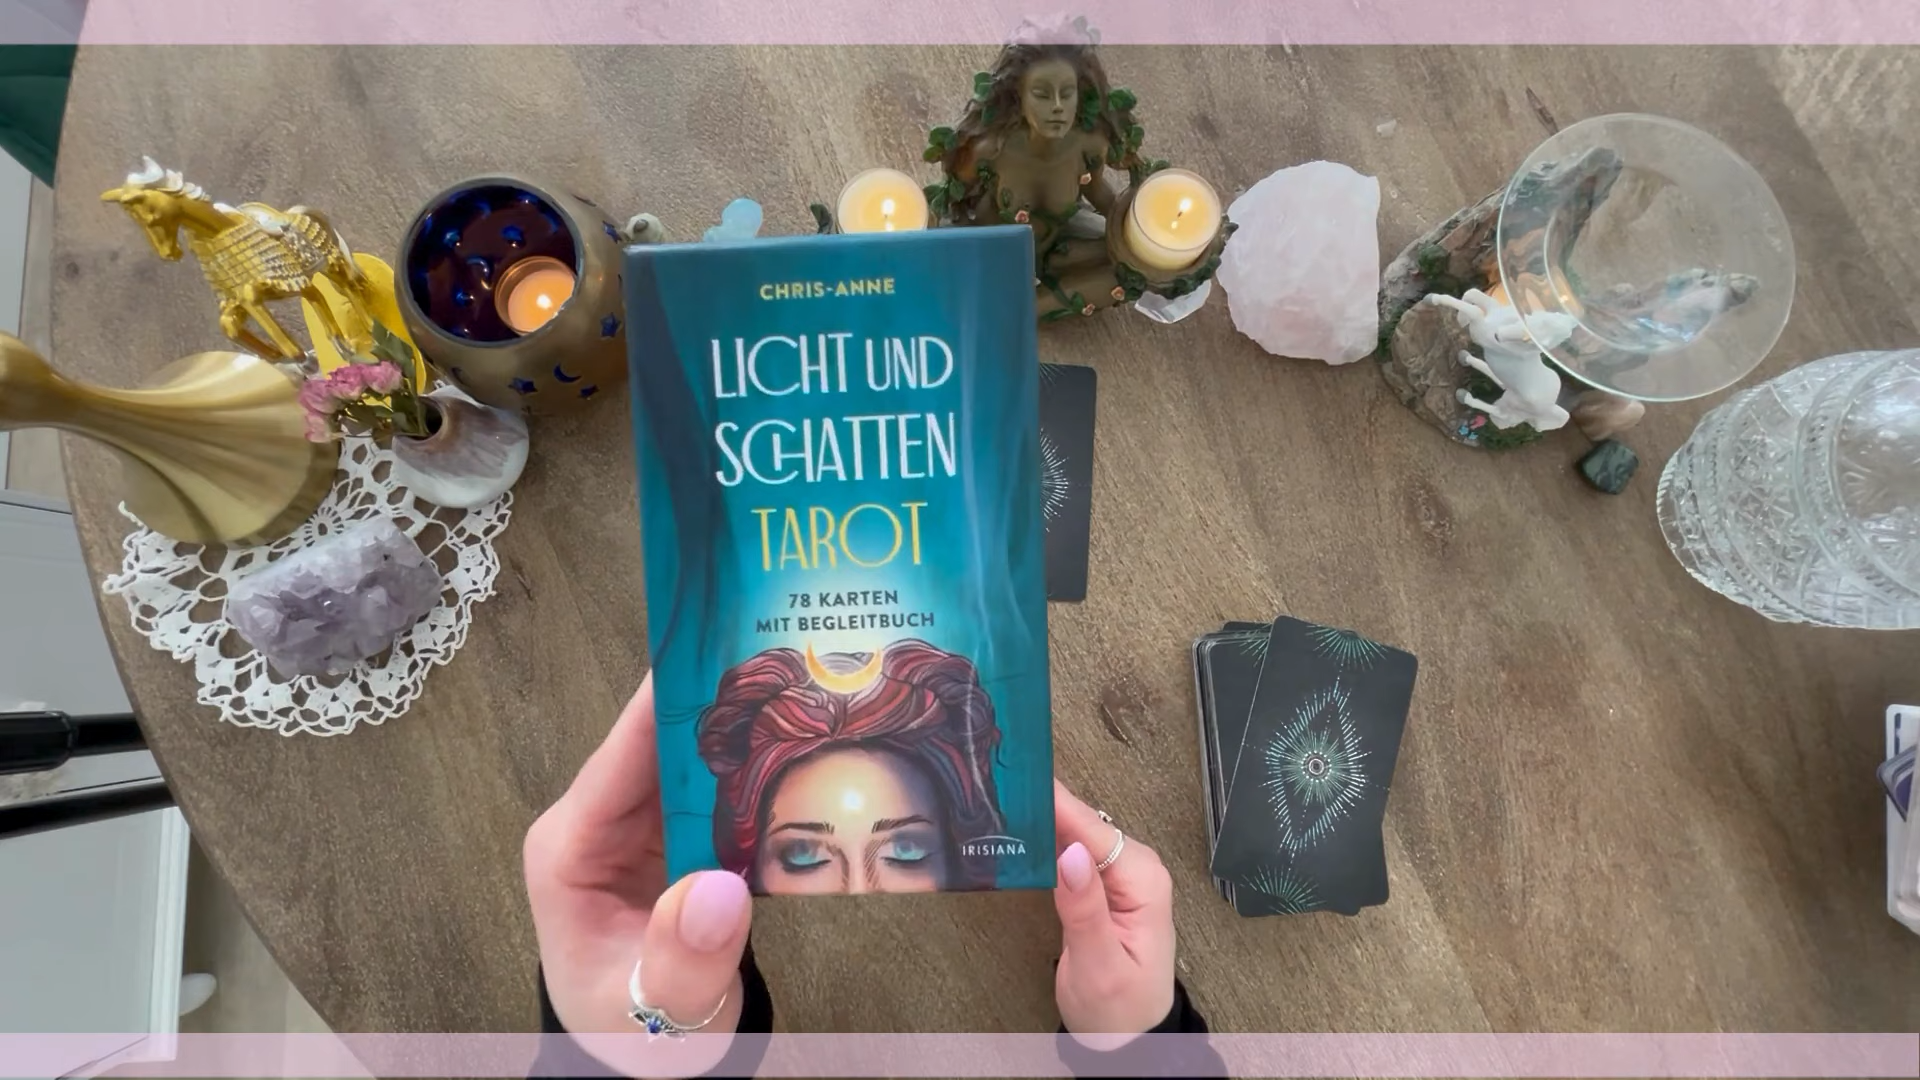 CHRIS-ANNE
LICHT UND
SCHATTEN
TAROT
78 KARTEN
MIT BEGLEITBUCH
IRISIANA